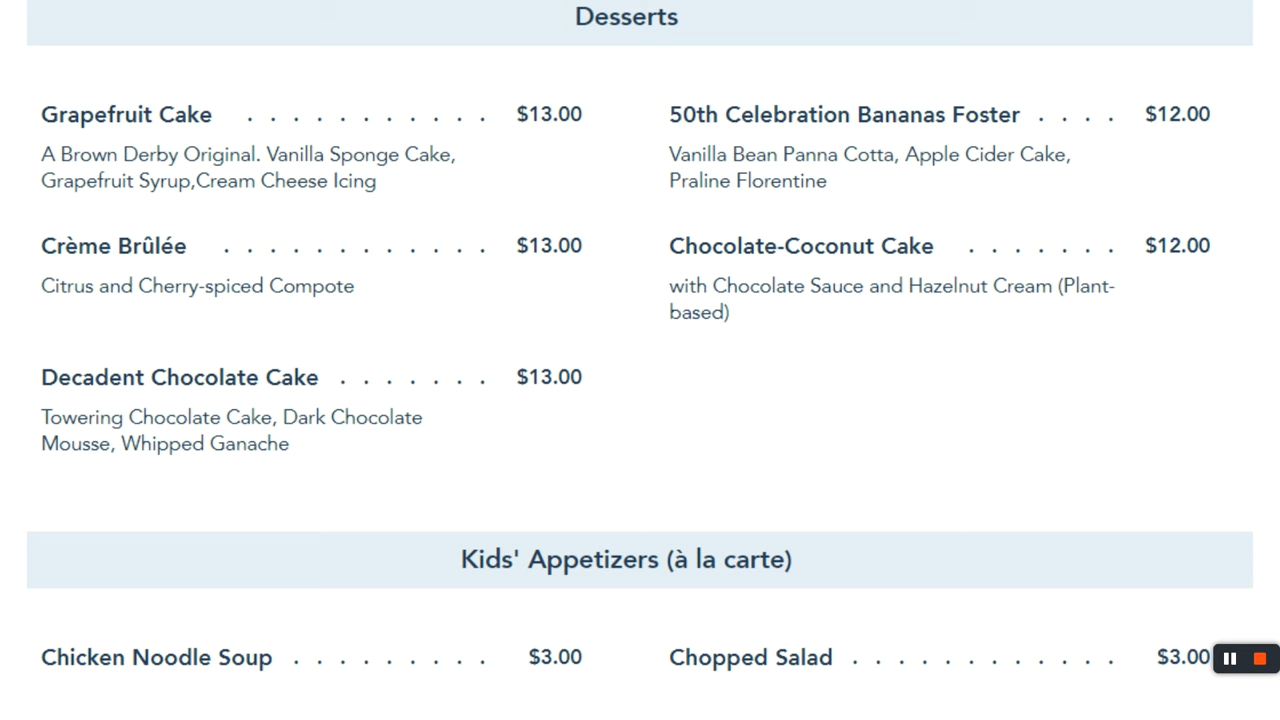 Desserts
Grapefruit Cake . . . . . . . . . . . $13.00
A Brown Derby Original. Vanilla Sponge Cake,
Grapefruit Syrup,Cream Cheese Icing
50th Celebration Bananas Foster . . . . $12.00
Vanilla Bean Panna Cotta, Apple Cider Cake,
Praline Florentine
Crème Brûlée . . . . . . . . . . . . $13.00
Citrus and Cherry-spiced Compote
Chocolate-Coconut Cake . . . . . . . $12.00
with Chocolate Sauce and Hazelnut Cream (Plant-
based)
Decadent Chocolate Cake . . . . . . . $13.00
Towering Chocolate Cake, Dark Chocolate
Mousse, Whipped Ganache
Kids' Appetizers (à la carte)
Chicken Noodle Soup . . . . . . . . . $3.00
Chopped Salad . . . . . . . . . . . . $3.00